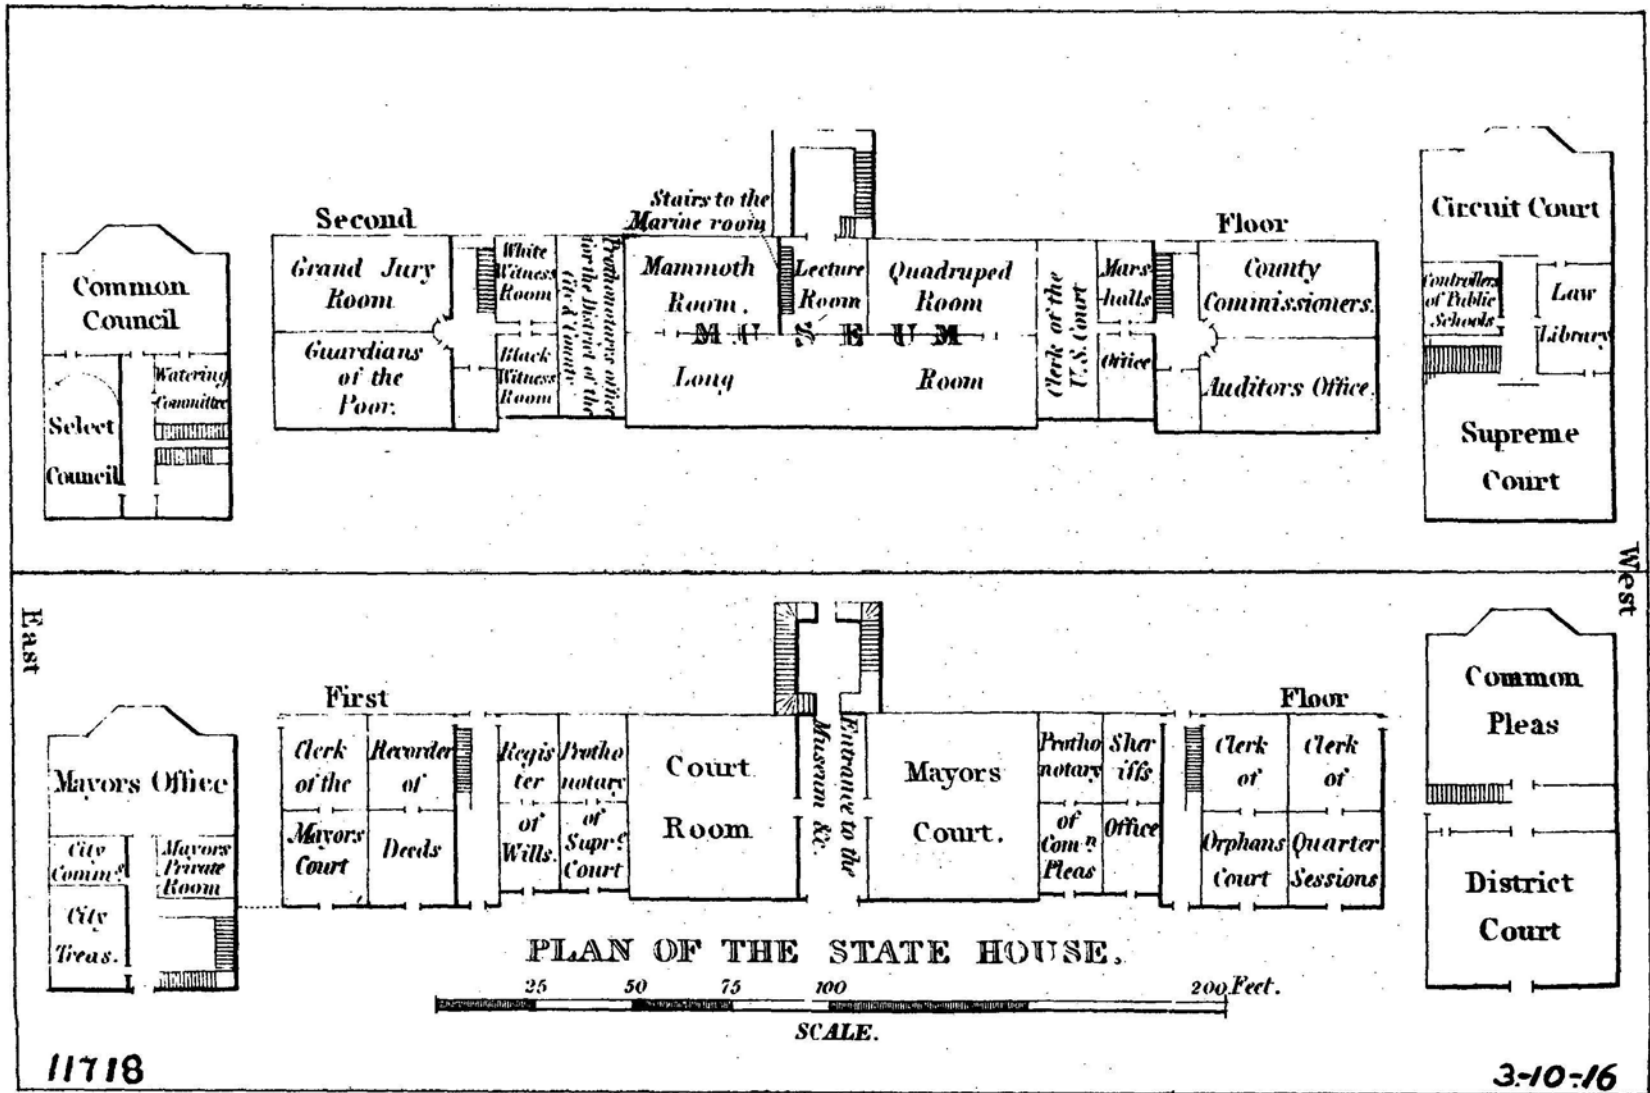 Second
Floor
Common
Council
Select
Council
Watering
Committee
Grand Jury
Room
Guardians
of the
Poor.
White
Witness
Room
Black
Witness
Room
Prothonotarys office
for the District of the
City & County
Stairs to the
Marine room
Mammoth
Room.
Lecture
Room
Quadruped
Room
MUSEUM
Long
Room
Clerk of the
U.S. Court
Mars-
-halls
Office
County
Commissioners.
Auditors Office.
Circuit Court
Controllers
of Public
Schools
Law
Library
Supreme
Court
East
West
First
Floor
Mayors Office
City
Comms.
Mayors
Private
Room
City
Treas.
Clerk
of the
Mayors
Court
Recorder
of
Deeds
Regis
ter
of
Wills.
Protho
notary
of
Supre
Court
Court
Room
Entrance to the
Museum &c.
Mayors
Court.
Protho
notary
of
Comn
Pleas
Sher
iffs
Office
Clerk
of
Orphans
Court
Clerk
of
Quarter
Sessions
Common
Pleas
District
Court
PLAN OF THE STATE HOUSE.
25 50 75 100 200 Feet.
SCALE.
11718
3-10-16